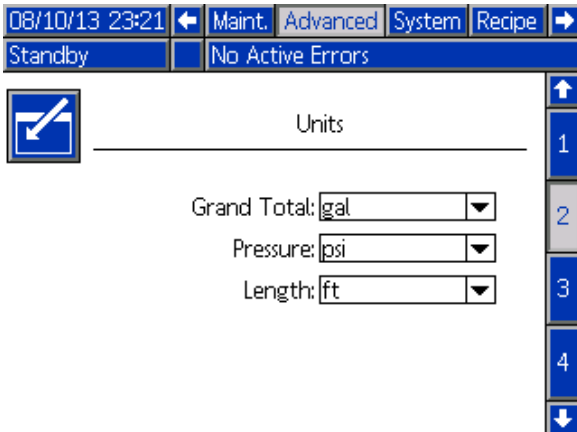 08/10/13 23:21 Maint. Advanced System Recipe
Standby No Active Errors
Units
1
Grand Total: gal
2
Pressure: psi
Length: ft
3
4